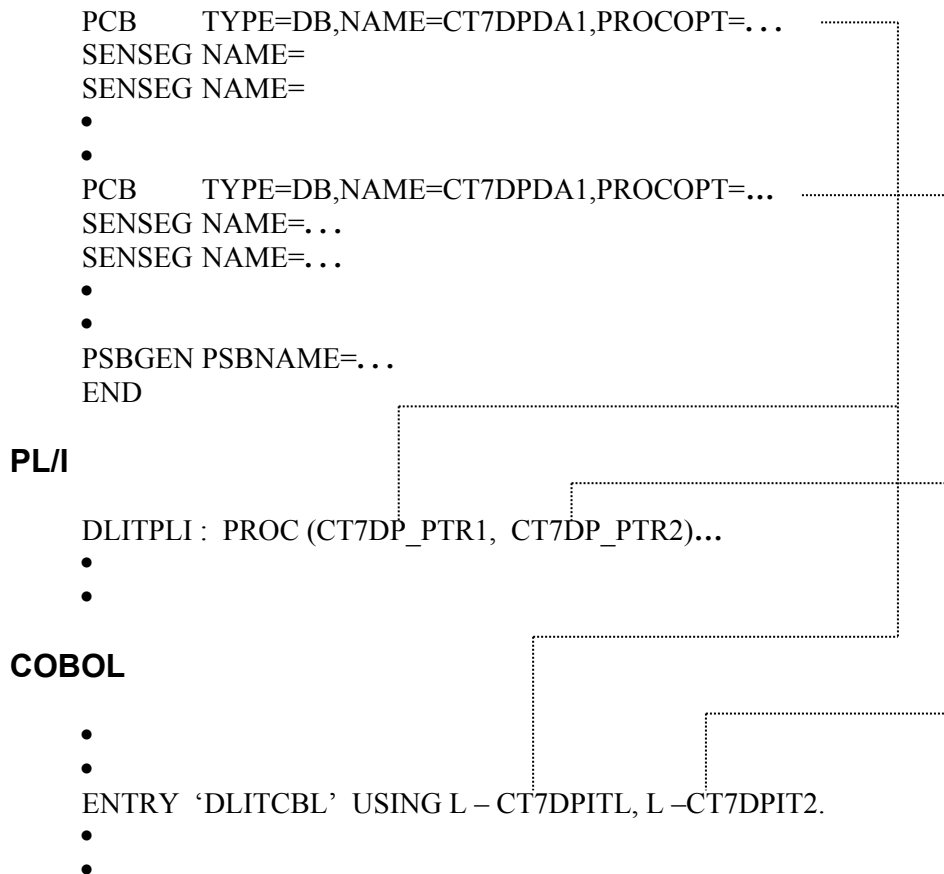 PCB TYPE=DB,NAME=CT7DPDA1,PROCOPT=...
SENSEG NAME=
SENSEG NAME=
•
•
PCB TYPE=DB,NAME=CT7DPDA1,PROCOPT=...
SENSEG NAME=...
SENSEG NAME=...
•
•
PSBGEN PSBNAME=...
END
PL/I
DLITPLI : PROC (CT7DP_PTR1, CT7DP_PTR2)...
•
•
COBOL
•
•
ENTRY ‘DLITCBL’ USING L – CT7DPITL, L –CT7DPIT2.
•
•